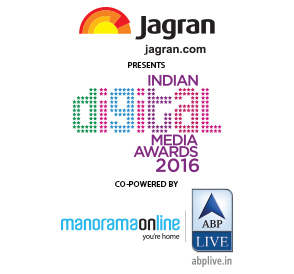 Jagran
jagran.com
PRESENTS
INDIAN
digital
MEDIA
AWARDS
2016
CO-POWERED BY
manoramaonline
you're home
ABP
LIVE
abplive.in